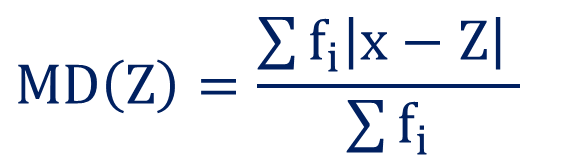 MD(Z) = ∑ fᵢ|x − Z| / ∑ fᵢ